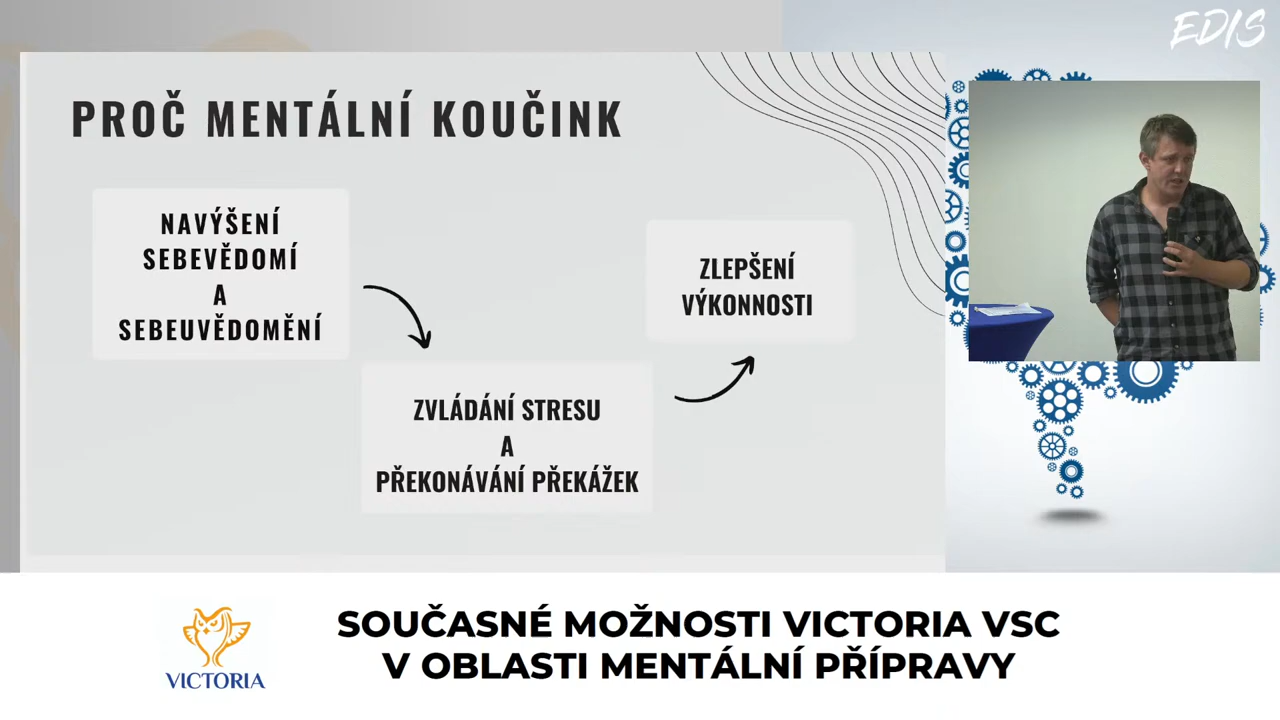 EDIS
PROČ MENTÁLNÍ KOUČINK
NAVÝŠENÍ
SEBEVĚDOMÍ
A
SEBEUVĚDOMĚNÍ
ZVLÁDÁNÍ STRESU
A
PŘEKONÁVÁNÍ PŘEKÁŽEK
ZLEPŠENÍ
VÝKONNOSTI
VICTORIA
SOUČASNÉ MOŽNOSTI VICTORIA VSC
V OBLASTI MENTÁLNÍ PŘÍPRAVY